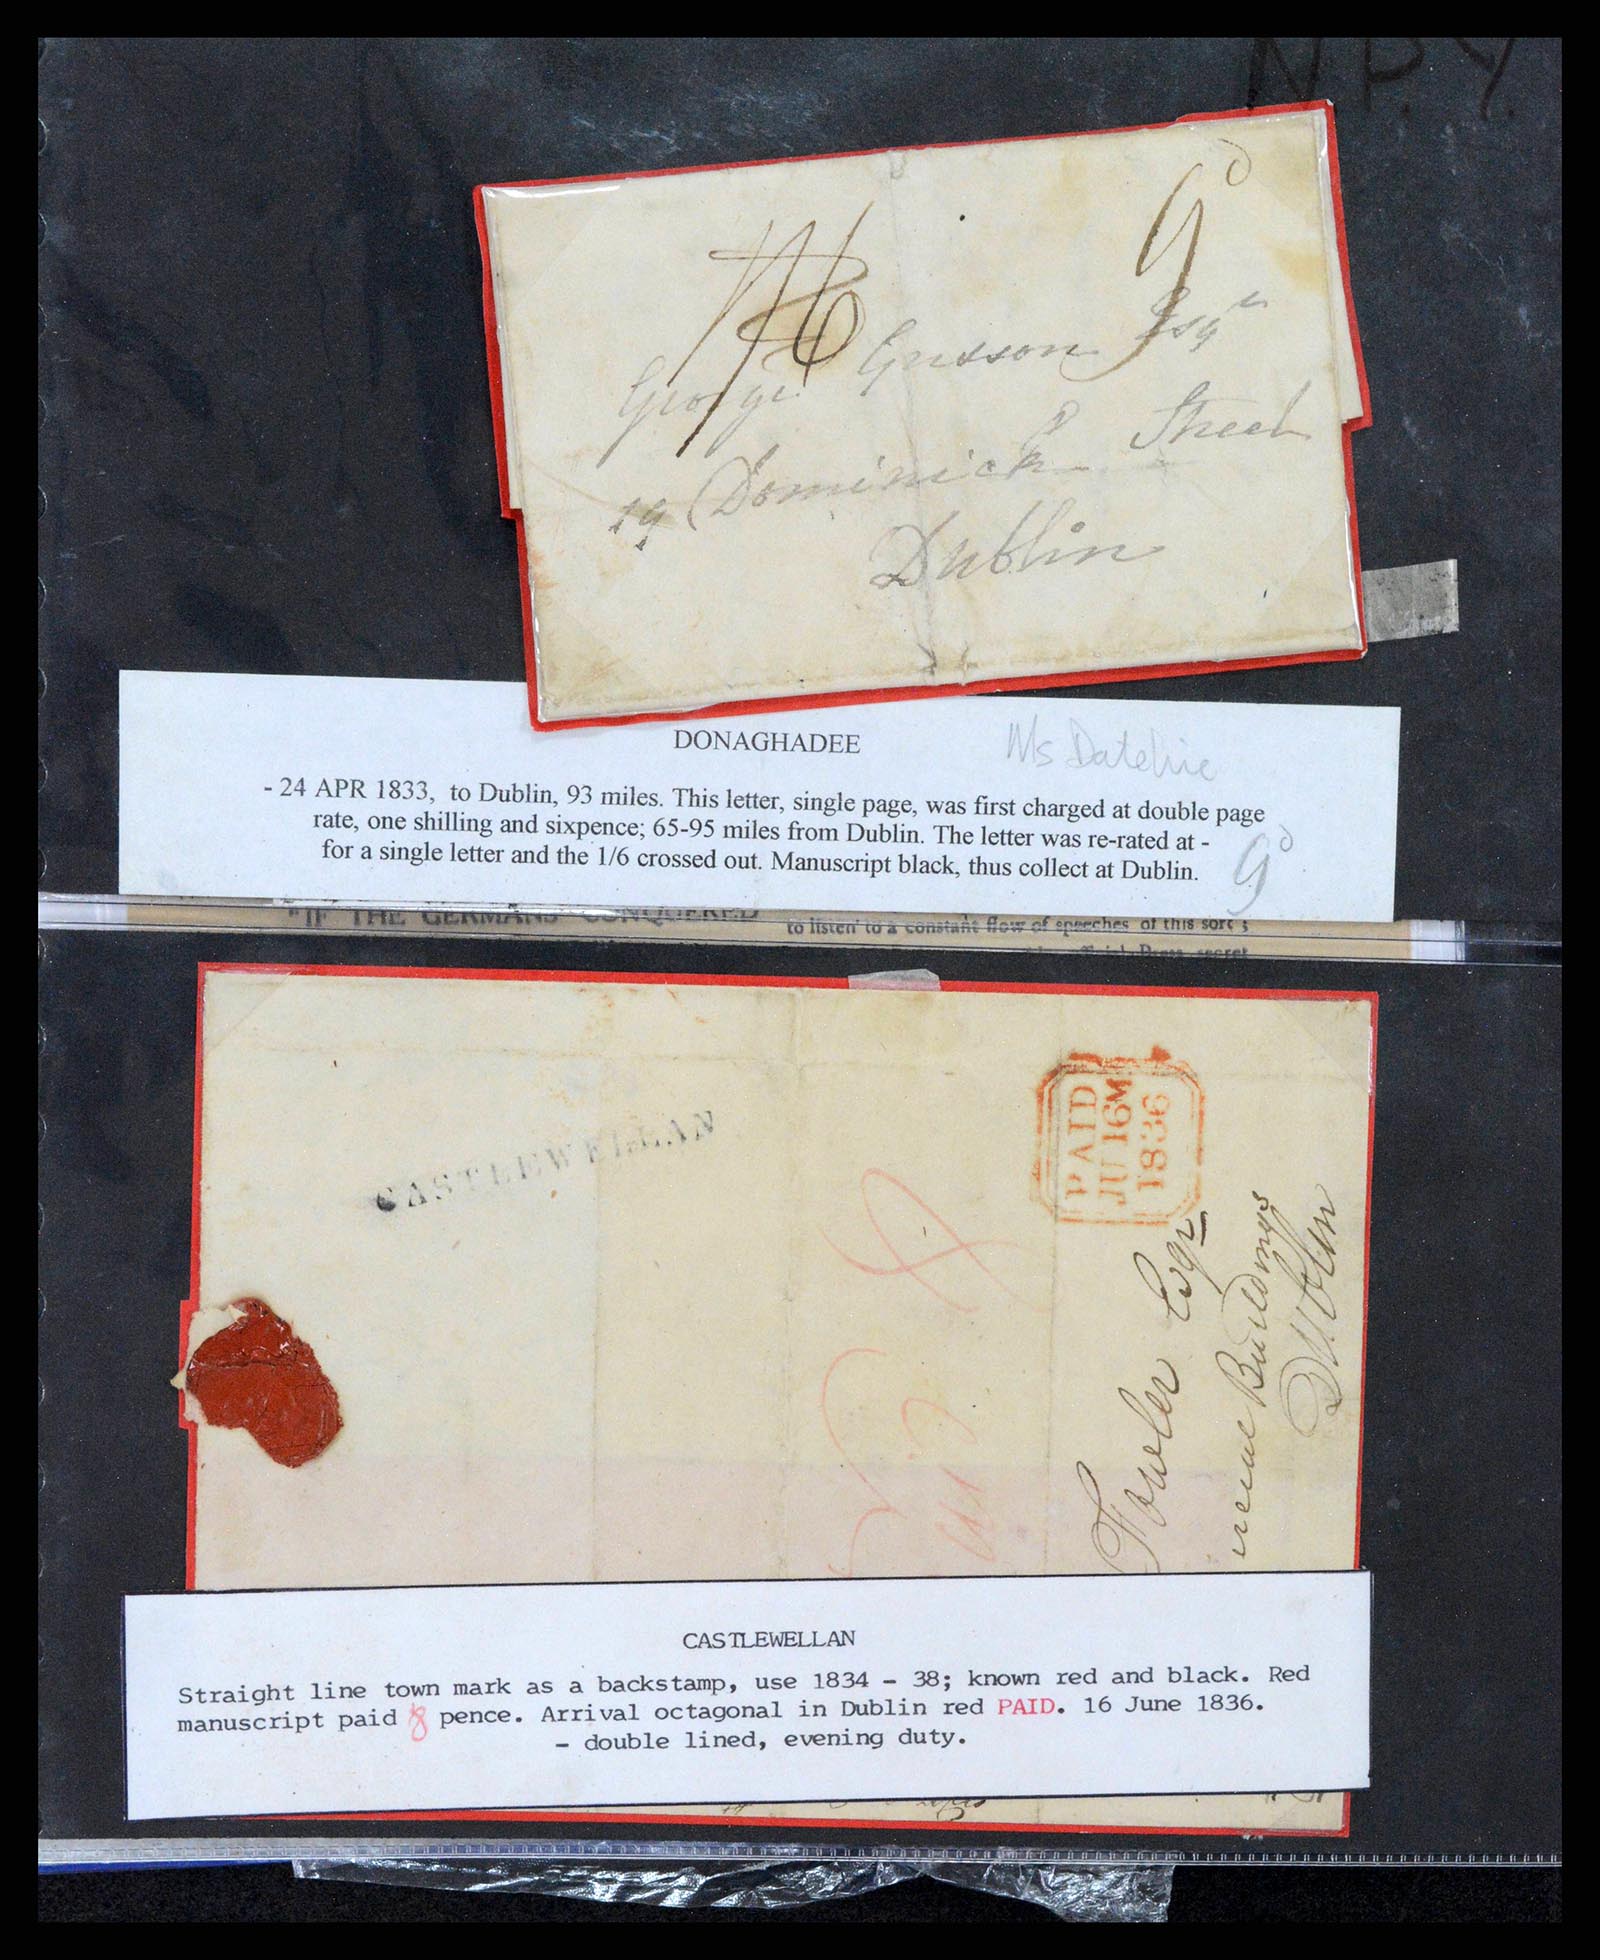 N.P.Y.
1/6
9d
George Gusson Esqr
19 Dominick Street
Dublin
DONAGHADEE
Ms Dateline
- 24 APR 1833, to Dublin, 93 miles. This letter, single page, was first charged at double page
rate, one shilling and sixpence; 65-95 miles from Dublin. The letter was re-rated at -
for a single letter and the 1/6 crossed out. Manuscript black, thus collect at Dublin.
9d
"IF THE GERMANS CONQUERED
to listen to a constant flow of speeches of this sort
Press secret
CASTLEWELLAN
PAID
JU 16 M
1836
8
Fowler Esqr
Buildings
Dublin
CASTLEWELLAN
Straight line town mark as a backstamp, use 1834 - 38; known red and black. Red
manuscript paid 8 pence. Arrival octagonal in Dublin red PAID. 16 June 1836.
- double lined, evening duty.